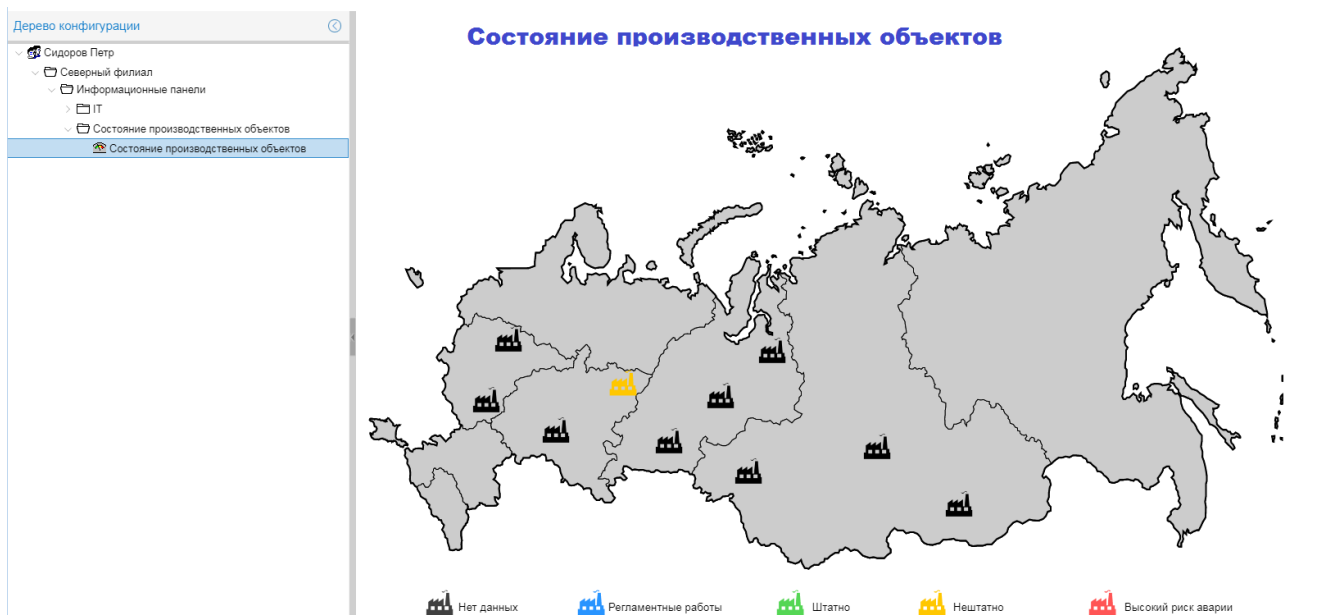 Дерево конфигурации
Сидоров Петр
Северный филиал
Информационные панели
IT
Состояние производственных объектов
Состояние производственных объектов
Состояние производственных объектов
Нет данных
Регламентные работы
Штатно
Нештатно
Высокий риск аварии